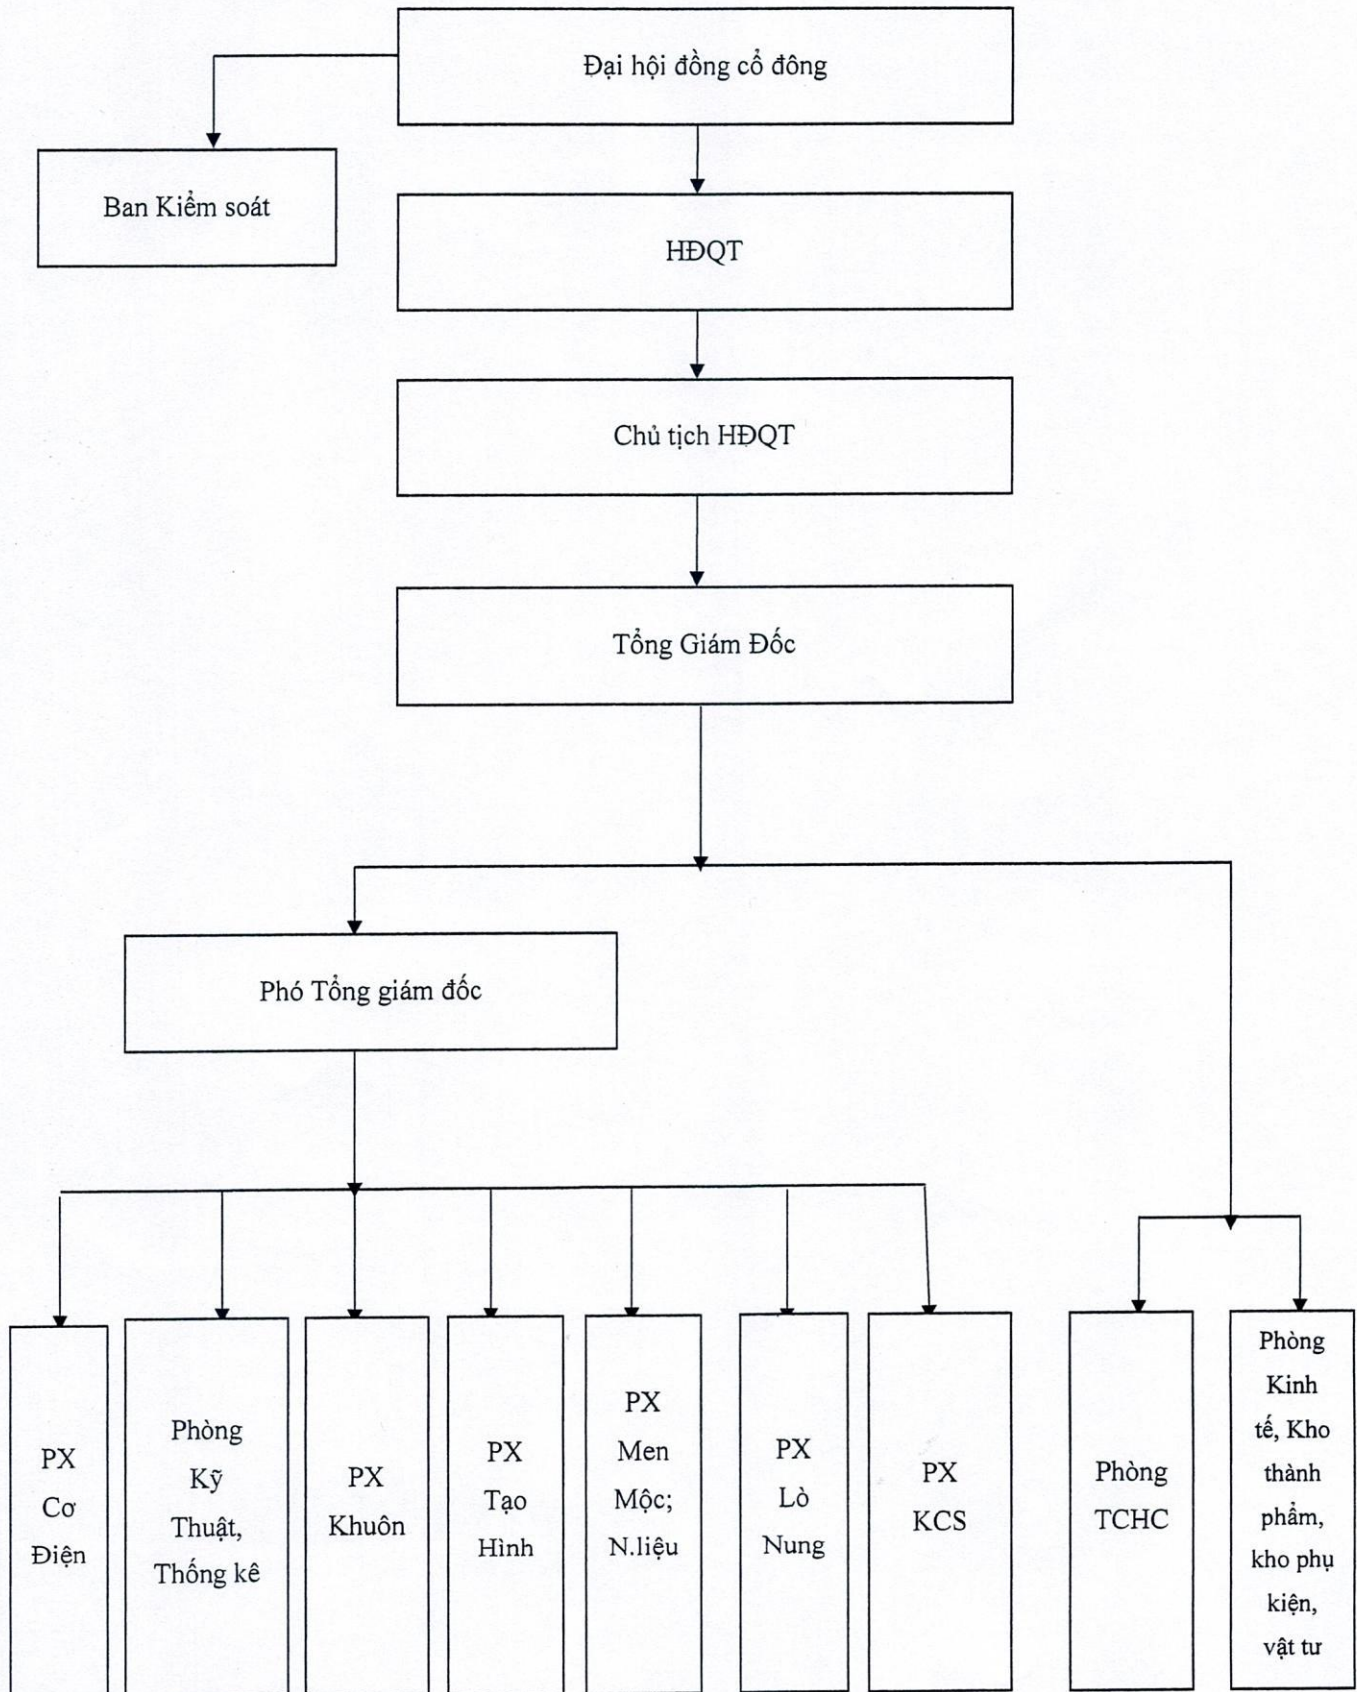 Đại hội đồng cổ đông
Ban Kiểm soát
HĐQT
Chủ tịch HĐQT
Tổng Giám Đốc
Phó Tổng giám đốc
PX
Cơ
Điện
Phòng
Kỹ
Thuật,
Thống kê
PX
Khuôn
PX
Tạo
Hình
PX
Men
Mộc;
N.liệu
PX
Lò
Nung
PX
KCS
Phòng
TCHC
Phòng
Kinh
tế, Kho
thành
phẩm,
kho phụ
kiện,
vật tư